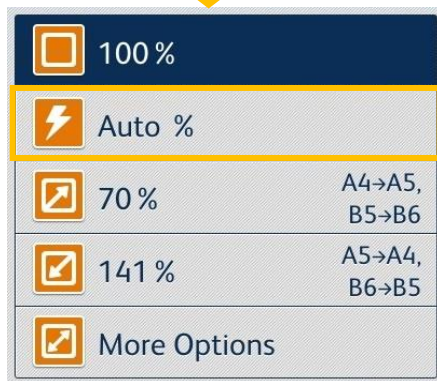 100 %
Auto %
70 % A4→A5,
B5→B6
141 % A5→A4,
B6→B5
More Options